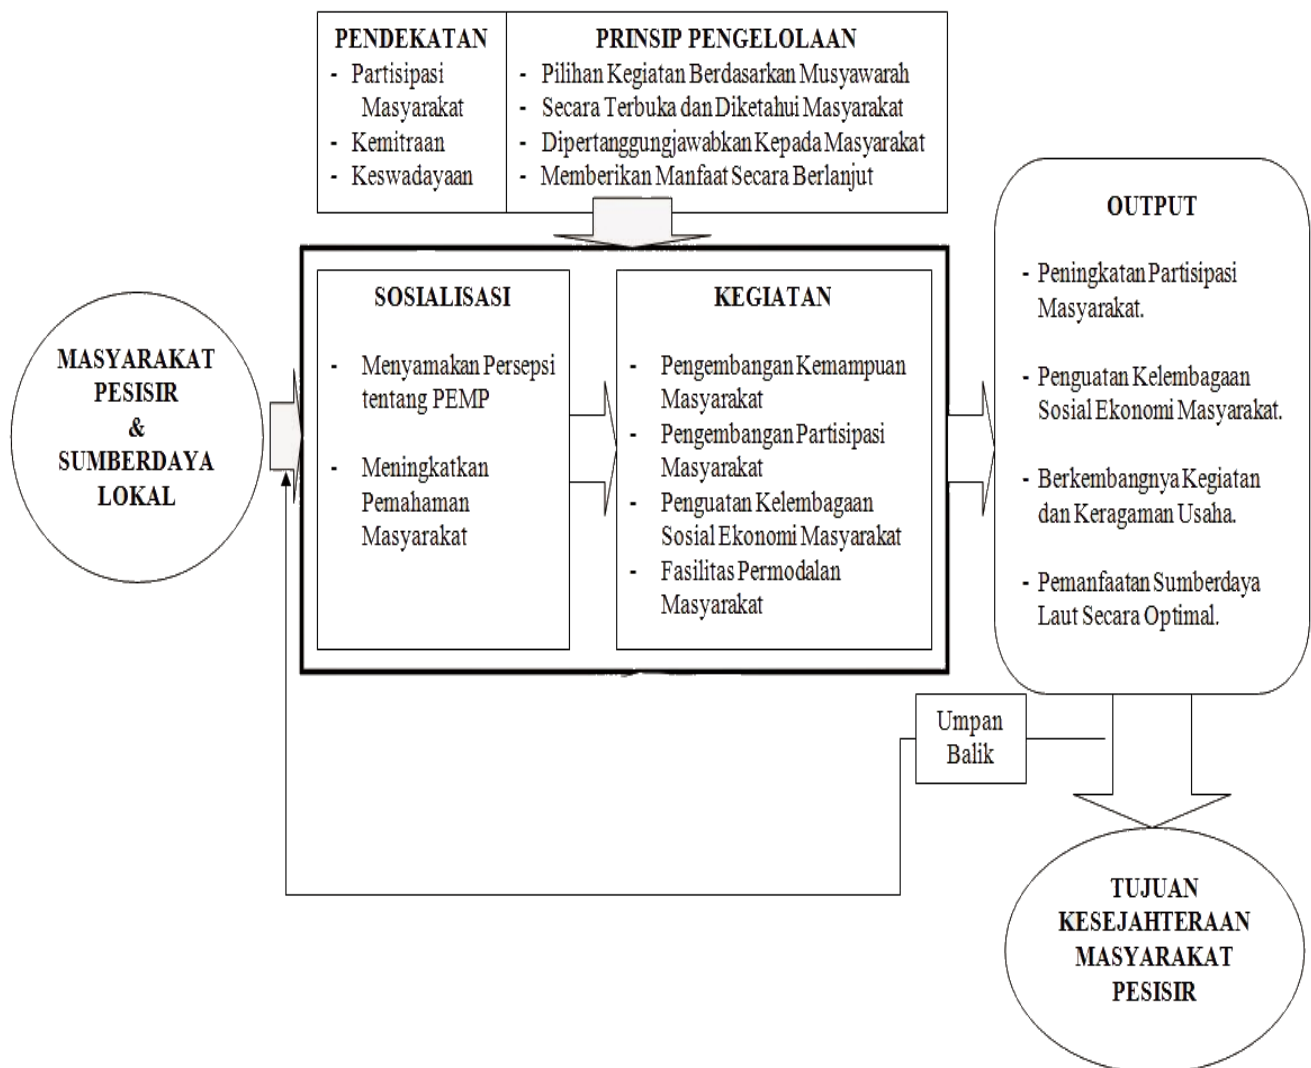 PENDEKATAN
- Partisipasi
Masyarakat
- Kemitraan
- Keswadayaan
PRINSIP PENGELOLAAN
- Pilihan Kegiatan Berdasarkan Musyawarah
- Secara Terbuka dan Diketahui Masyarakat
- Dipertanggungjawabkan Kepada Masyarakat
- Memberikan Manfaat Secara Berlanjut
MASYARAKAT
PESISIR
&
SUMBERDAYA
LOKAL
SOSIALISASI
- Menyamakan Persepsi
tentang PEMP
- Meningkatkan
Pemahaman
Masyarakat
KEGIATAN
- Pengembangan Kemampuan
Masyarakat
- Pengembangan Partisipasi
Masyarakat
- Penguatan Kelembagaan
Sosial Ekonomi Masyarakat
- Fasilitas Permodalan
Masyarakat
OUTPUT
- Peningkatan Partisipasi
Masyarakat.
- Penguatan Kelembagaan
Sosial Ekonomi Masyarakat.
- Berkembangnya Kegiatan
dan Keragaman Usaha.
- Pemanfaatan Sumberdaya
Laut Secara Optimal.
Umpan
Balik
TUJUAN
KESEJAHTERAAN
MASYARAKAT
PESISIR